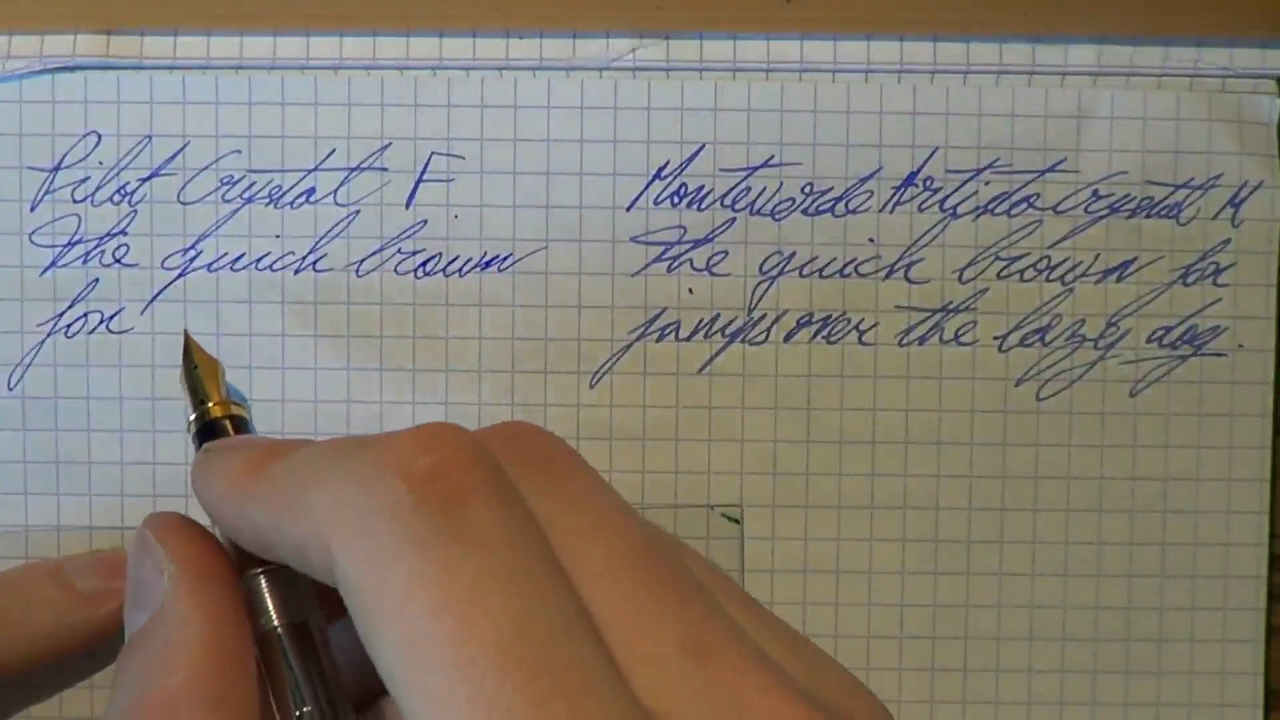 Pilot Crystal F
The quick brown
fox
Monteverde Artista Crystal M
The quick brown fox
jumps over the lazy dog.